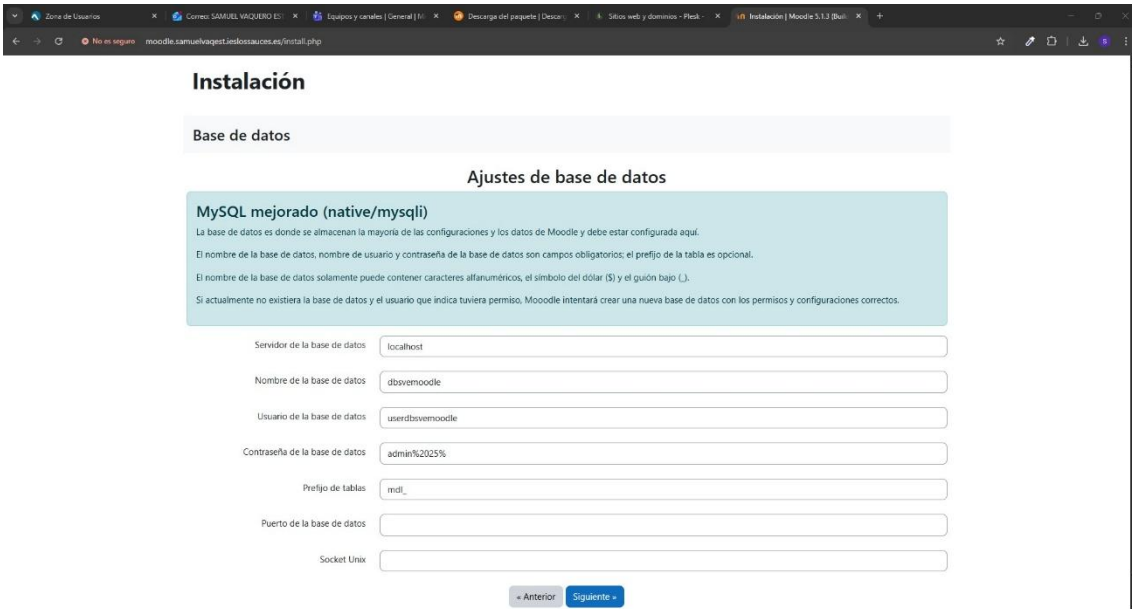 Zona de Usuarios
Correo: SAMUEL VAQUERO EST
Equipos y canales | General |
Descarga del paquete | Descarg
Sitios web y dominios - Plesk -
Instalación | Moodle 5.1.3 (Buil
No es seguro moodle.samuelvaqest.ieslossauces.es/install.php
Instalación
Base de datos
Ajustes de base de datos
MySQL mejorado (native/mysqli)
La base de datos es donde se almacenan la mayoría de las configuraciones y los datos de Moodle y debe estar configurada aquí.
El nombre de la base de datos, nombre de usuario y contraseña de la base de datos son campos obligatorios; el prefijo de la tabla es opcional.
El nombre de la base de datos solamente puede contener caracteres alfanuméricos, el símbolo del dólar ($) y el guión bajo (_).
Si actualmente no existiera la base de datos y el usuario que indica tuviera permiso, Mooodle intentará crear una nueva base de datos con los permisos y configuraciones correctos.
Servidor de la base de datos localhost
Nombre de la base de datos dbsvemoodle
Usuario de la base de datos userdbsvemoodle
Contraseña de la base de datos admin%2025%
Prefijo de tablas mdl_
Puerto de la base de datos
Socket Unix
« Anterior Siguiente »